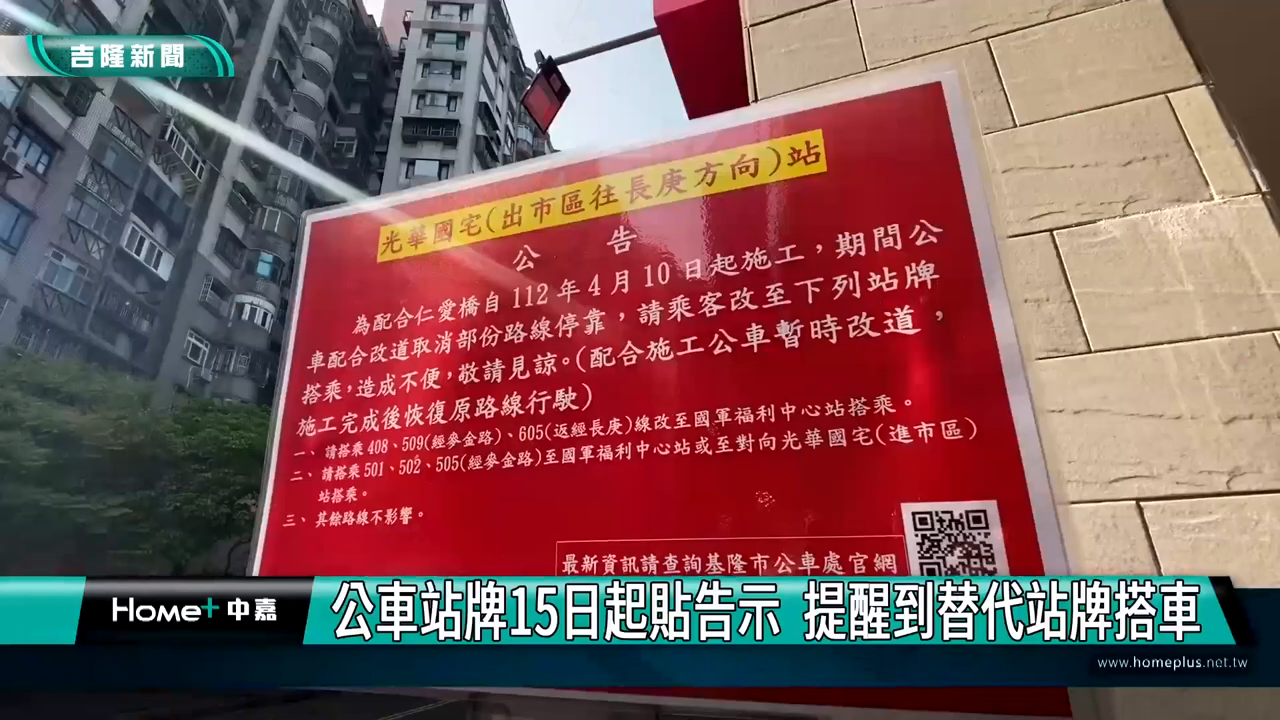 吉隆新聞
光華國宅(出市區往長庚方向)站
公 告
為配合仁愛橋自112年4月10日起施工，期間公
車配合改道取消部份路線停靠，請乘客改至下列站牌
搭乘，造成不便，敬請見諒。(配合施工公車暫時改道，
施工完成後恢復原路線行駛)
一、 請搭乘408、509(經麥金路)、605(返經長庚)線改至國軍福利中心站搭乘。
二、 請搭乘501、502、505(經麥金路)至國軍福利中心站或至對向光華國宅(進市區)
站搭乘。
三、 其餘路線不影響。
最新資訊請查詢基隆市公車處官網
Home+中嘉
公車站牌15日起貼告示 提醒到替代站牌搭車
www.homeplus.net.tw